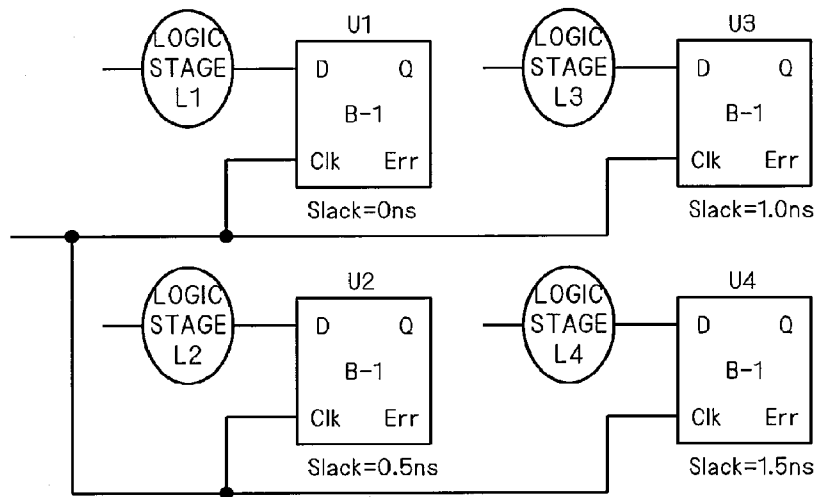 U1
LOGIC
STAGE
L1
D Q
B-1
Clk Err
Slack=0ns
U3
LOGIC
STAGE
L3
D Q
B-1
Clk Err
Slack=1.0ns
U2
LOGIC
STAGE
L2
D Q
B-1
Clk Err
Slack=0.5ns
U4
LOGIC
STAGE
L4
D Q
B-1
Clk Err
Slack=1.5ns